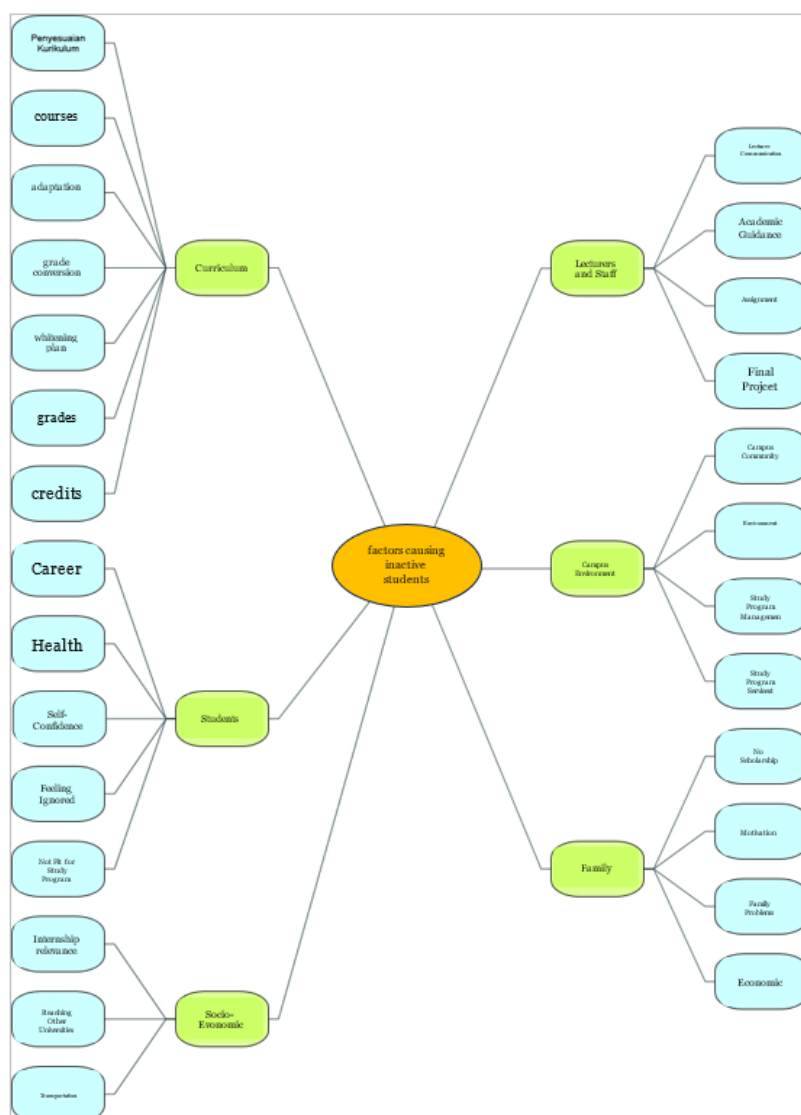 Penyesuaian
Kurikulum
courses
adaptation
grade
conversion
whitening
plan
grades
credits
Curriculum
Career
Health
Self-
Confidence
Feeling
Ignored
Not Fit for
Study
Program
Students
Internship
relevance
Reaching
Other
Universities
Transportation
Socio-
Evonomic
factors causing
inactive
students
Lecturers
and Staff
Lecturer
Communication
Academic
Guidance
Assignment
Final
Projcet
Campus
Environment
Campus
Community
Environment
Study
Program
Managemen
Study
Program
Servicest
Family
No
Scholarship
Motivation
Family
Problems
Economic